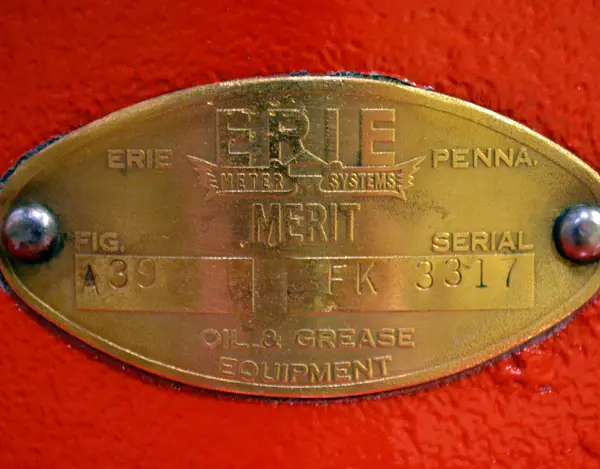 ERIE
ERIE PENNA.
METER SYSTEMS
MERIT
FIG. SERIAL
A39 FK 3317
OIL & GREASE
EQUIPMENT